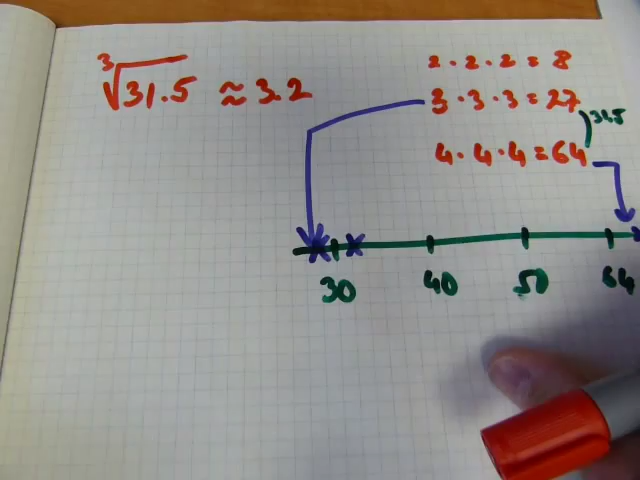 ∛31.5 ≈ 3.2
2 · 2 · 2 = 8
3 · 3 · 3 = 27
31.5
4 · 4 · 4 = 64
30 40 50 64